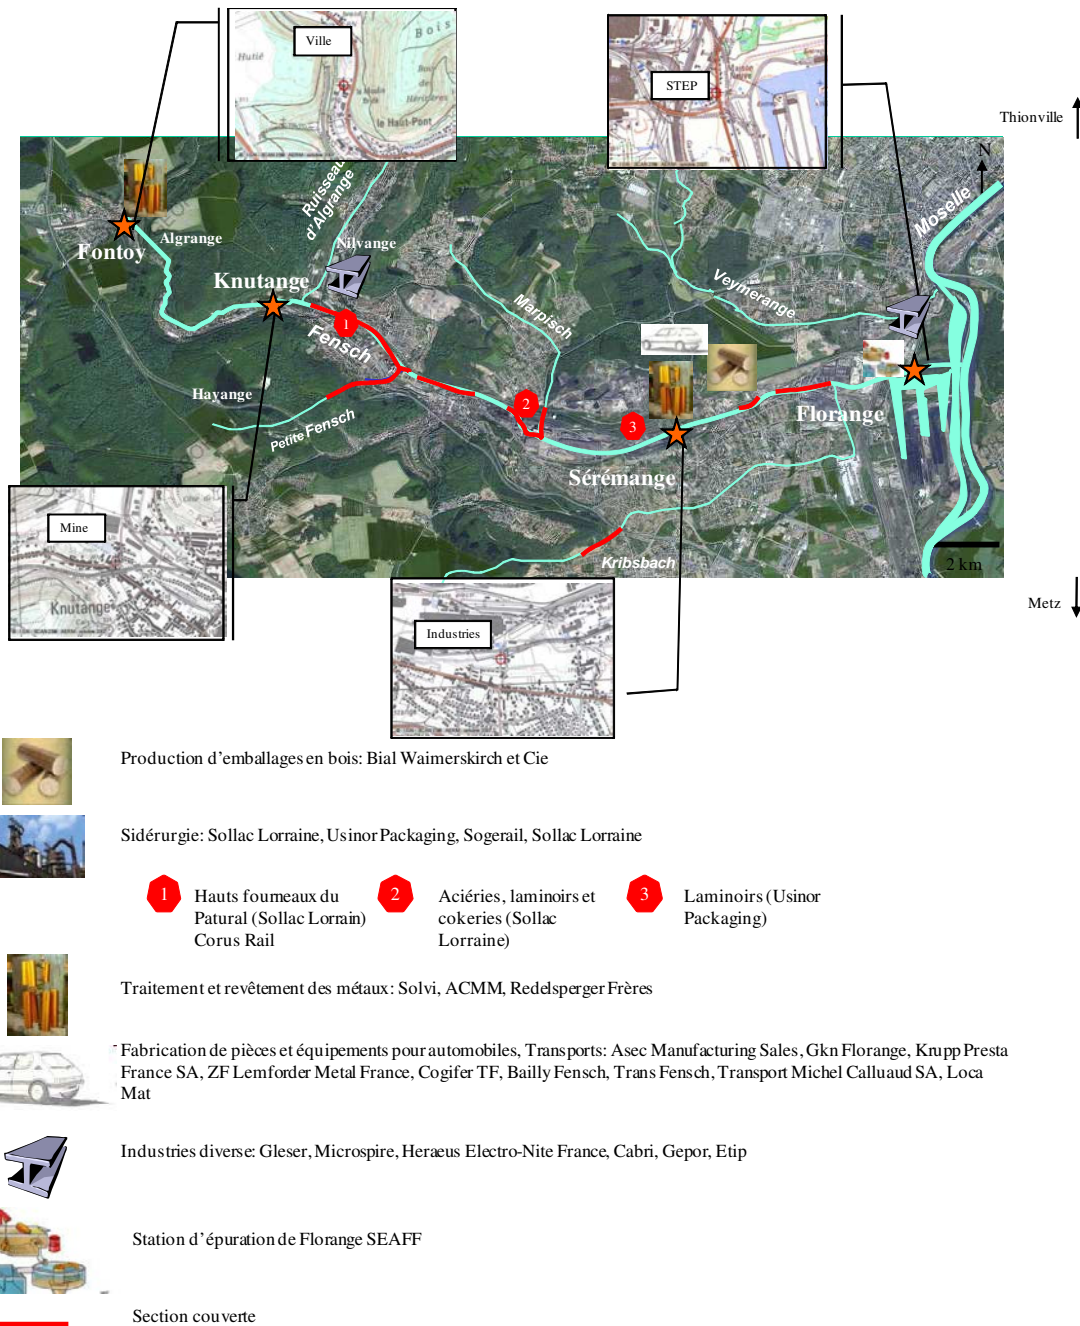 Ville
Hutié
Bois
le Haut-Pont
STEP
Thionville
N
Moselle
Ruisseau
d'Algrange
Algrange
Nilvange
Fontoy
Knutange
Veymerange
Marpisch
1
Fensch
Hayange
2
Florange
Petite Fensch
3
Sérémange
Mine
Knutange
Kribsbach
2 km
Metz
Industries
Production d'emballages en bois: Bial Waimerskirch et Cie
Sidérurgie: Sollac Lorraine, Usinor Packaging, Sogerail, Sollac Lorraine
1 Hauts fourneaux du
Patural (Sollac Lorrain)
Corus Rail
2 Aciéries, laminoirs et
cokeries (Sollac
Lorraine)
3 Laminoirs (Usinor
Packaging)
Traitement et revêtement des métaux: Solvi, ACMM, Redelsperger Frères
Fabrication de pièces et équipements pour automobiles, Transports: Asec Manufacturing Sales, Gkn Florange, Krupp Presta
France SA, ZF Lemforder Metal France, Cogifer TF, Bailly Fensch, Trans Fensch, Transport Michel Calluaud SA, Loca
Mat
Industries diverse: Gleser, Microspire, Heraeus Electro-Nite France, Cabri, Gepor, Etip
Station d'épuration de Florange SEAFF
Section couverte